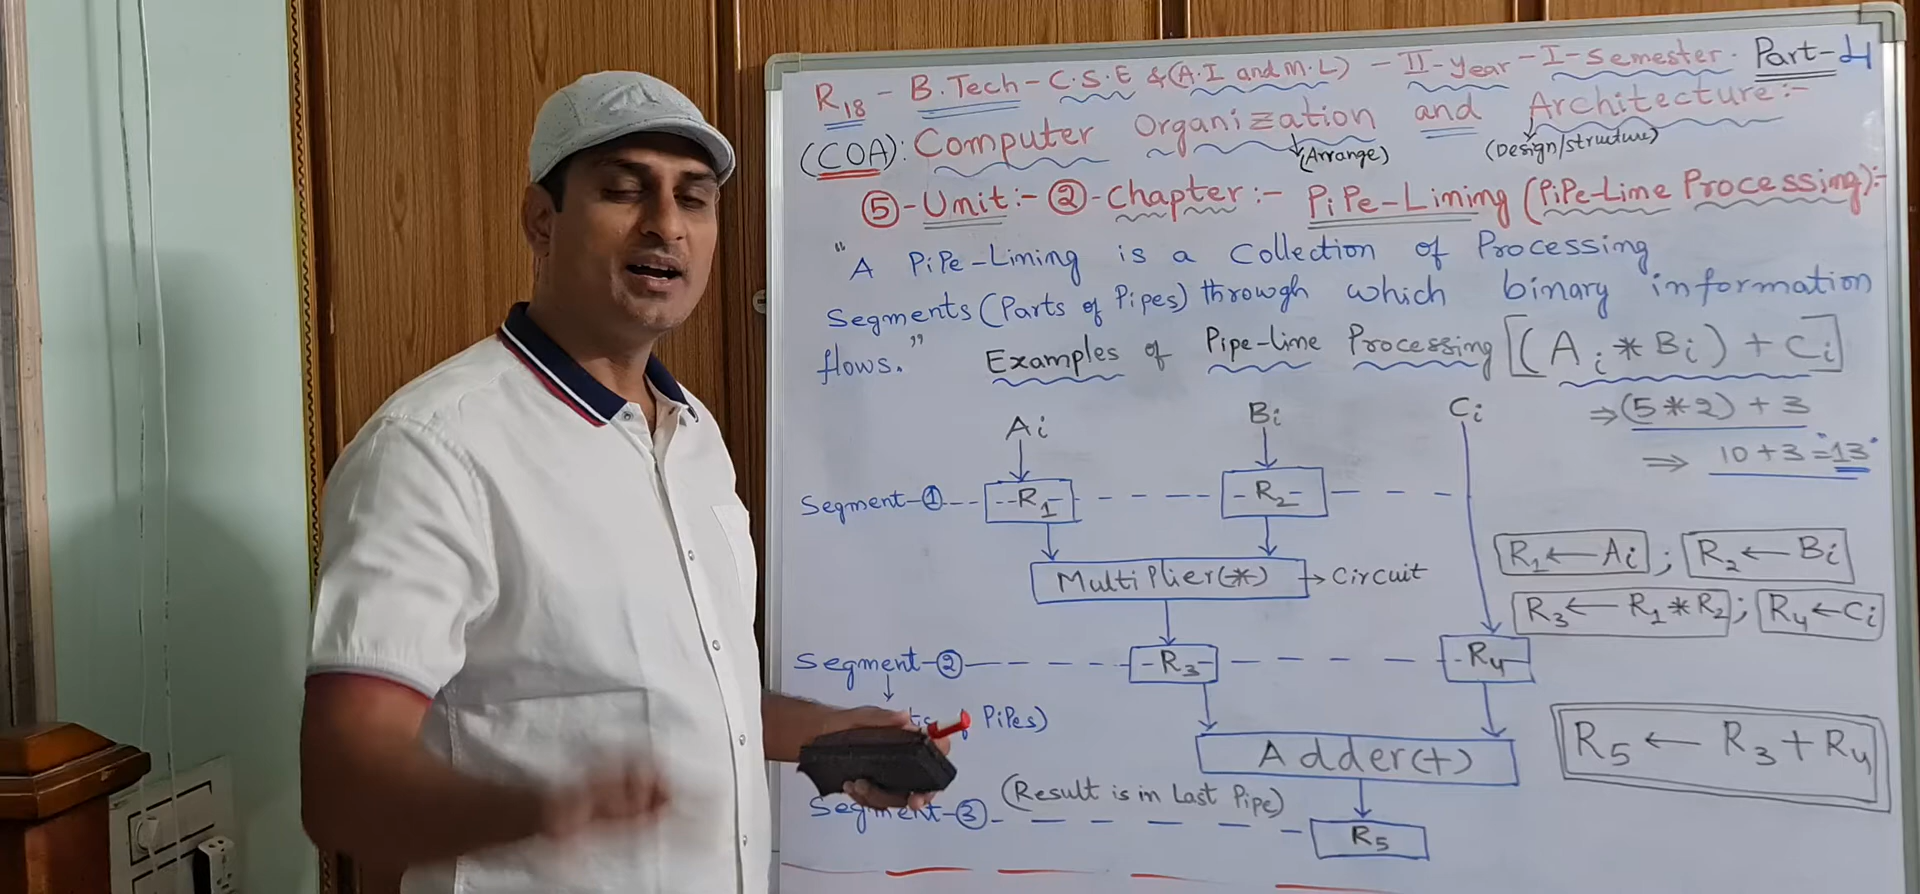 R18 - B.Tech - C.S.E & (A.I and M.L) - II-Year - I-Semester. Part-4
(COA): Computer Organization and Architecture:-
(Arrange) (Design/structure)
⑤-Unit:- ②-Chapter:- PiPe-Lining (PiPe-Line Processing):-
"A PiPe-Lining is a Collection of Processing
Segments (Parts of Pipes) through which binary information
flows." Examples of Pipe-line Processing [(Ai * Bi) + Ci]
⇒ (5*2) + 3
⇒ 10+3="13"
Ai Bi Ci
Segment-① R1 R2
R1 ← Ai ; R2 ← Bi
MultiPlier(*) → Circuit
R3 ← R1 * R2 ; R4 ← Ci
Segment-② R3 R4
PiPes)
R5 ← R3 + R4
Adder(+)
Segment-③ (Result is in Last Pipe)
R5